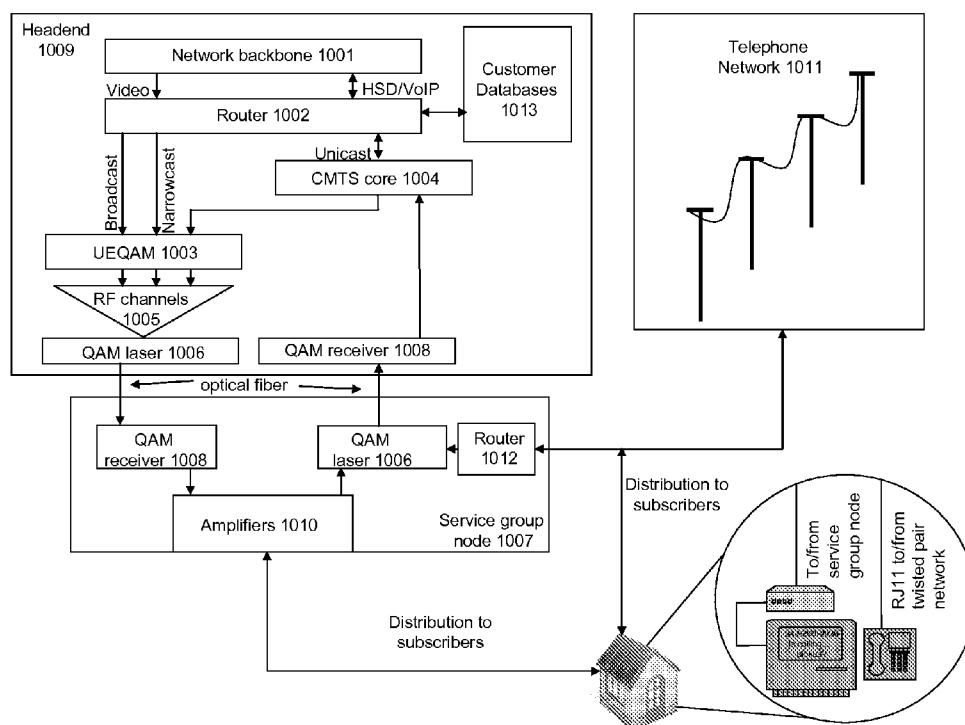 Headend
1009
Network backbone 1001
Customer
Databases
1013
Video
HSD/VoIP
Router 1002
Unicast
CMTS core 1004
Broadcast
Narrowcast
UEQAM 1003
RF channels
1005
QAM laser 1006
QAM receiver 1008
optical fiber
Telephone
Network 1011
QAM
receiver 1008
QAM
laser 1006
Router
1012
Amplifiers 1010
Service group
node 1007
Distribution to
subscribers
Distribution to
subscribers
To/from
service
group node
RJ11 to/from
twisted pair
network